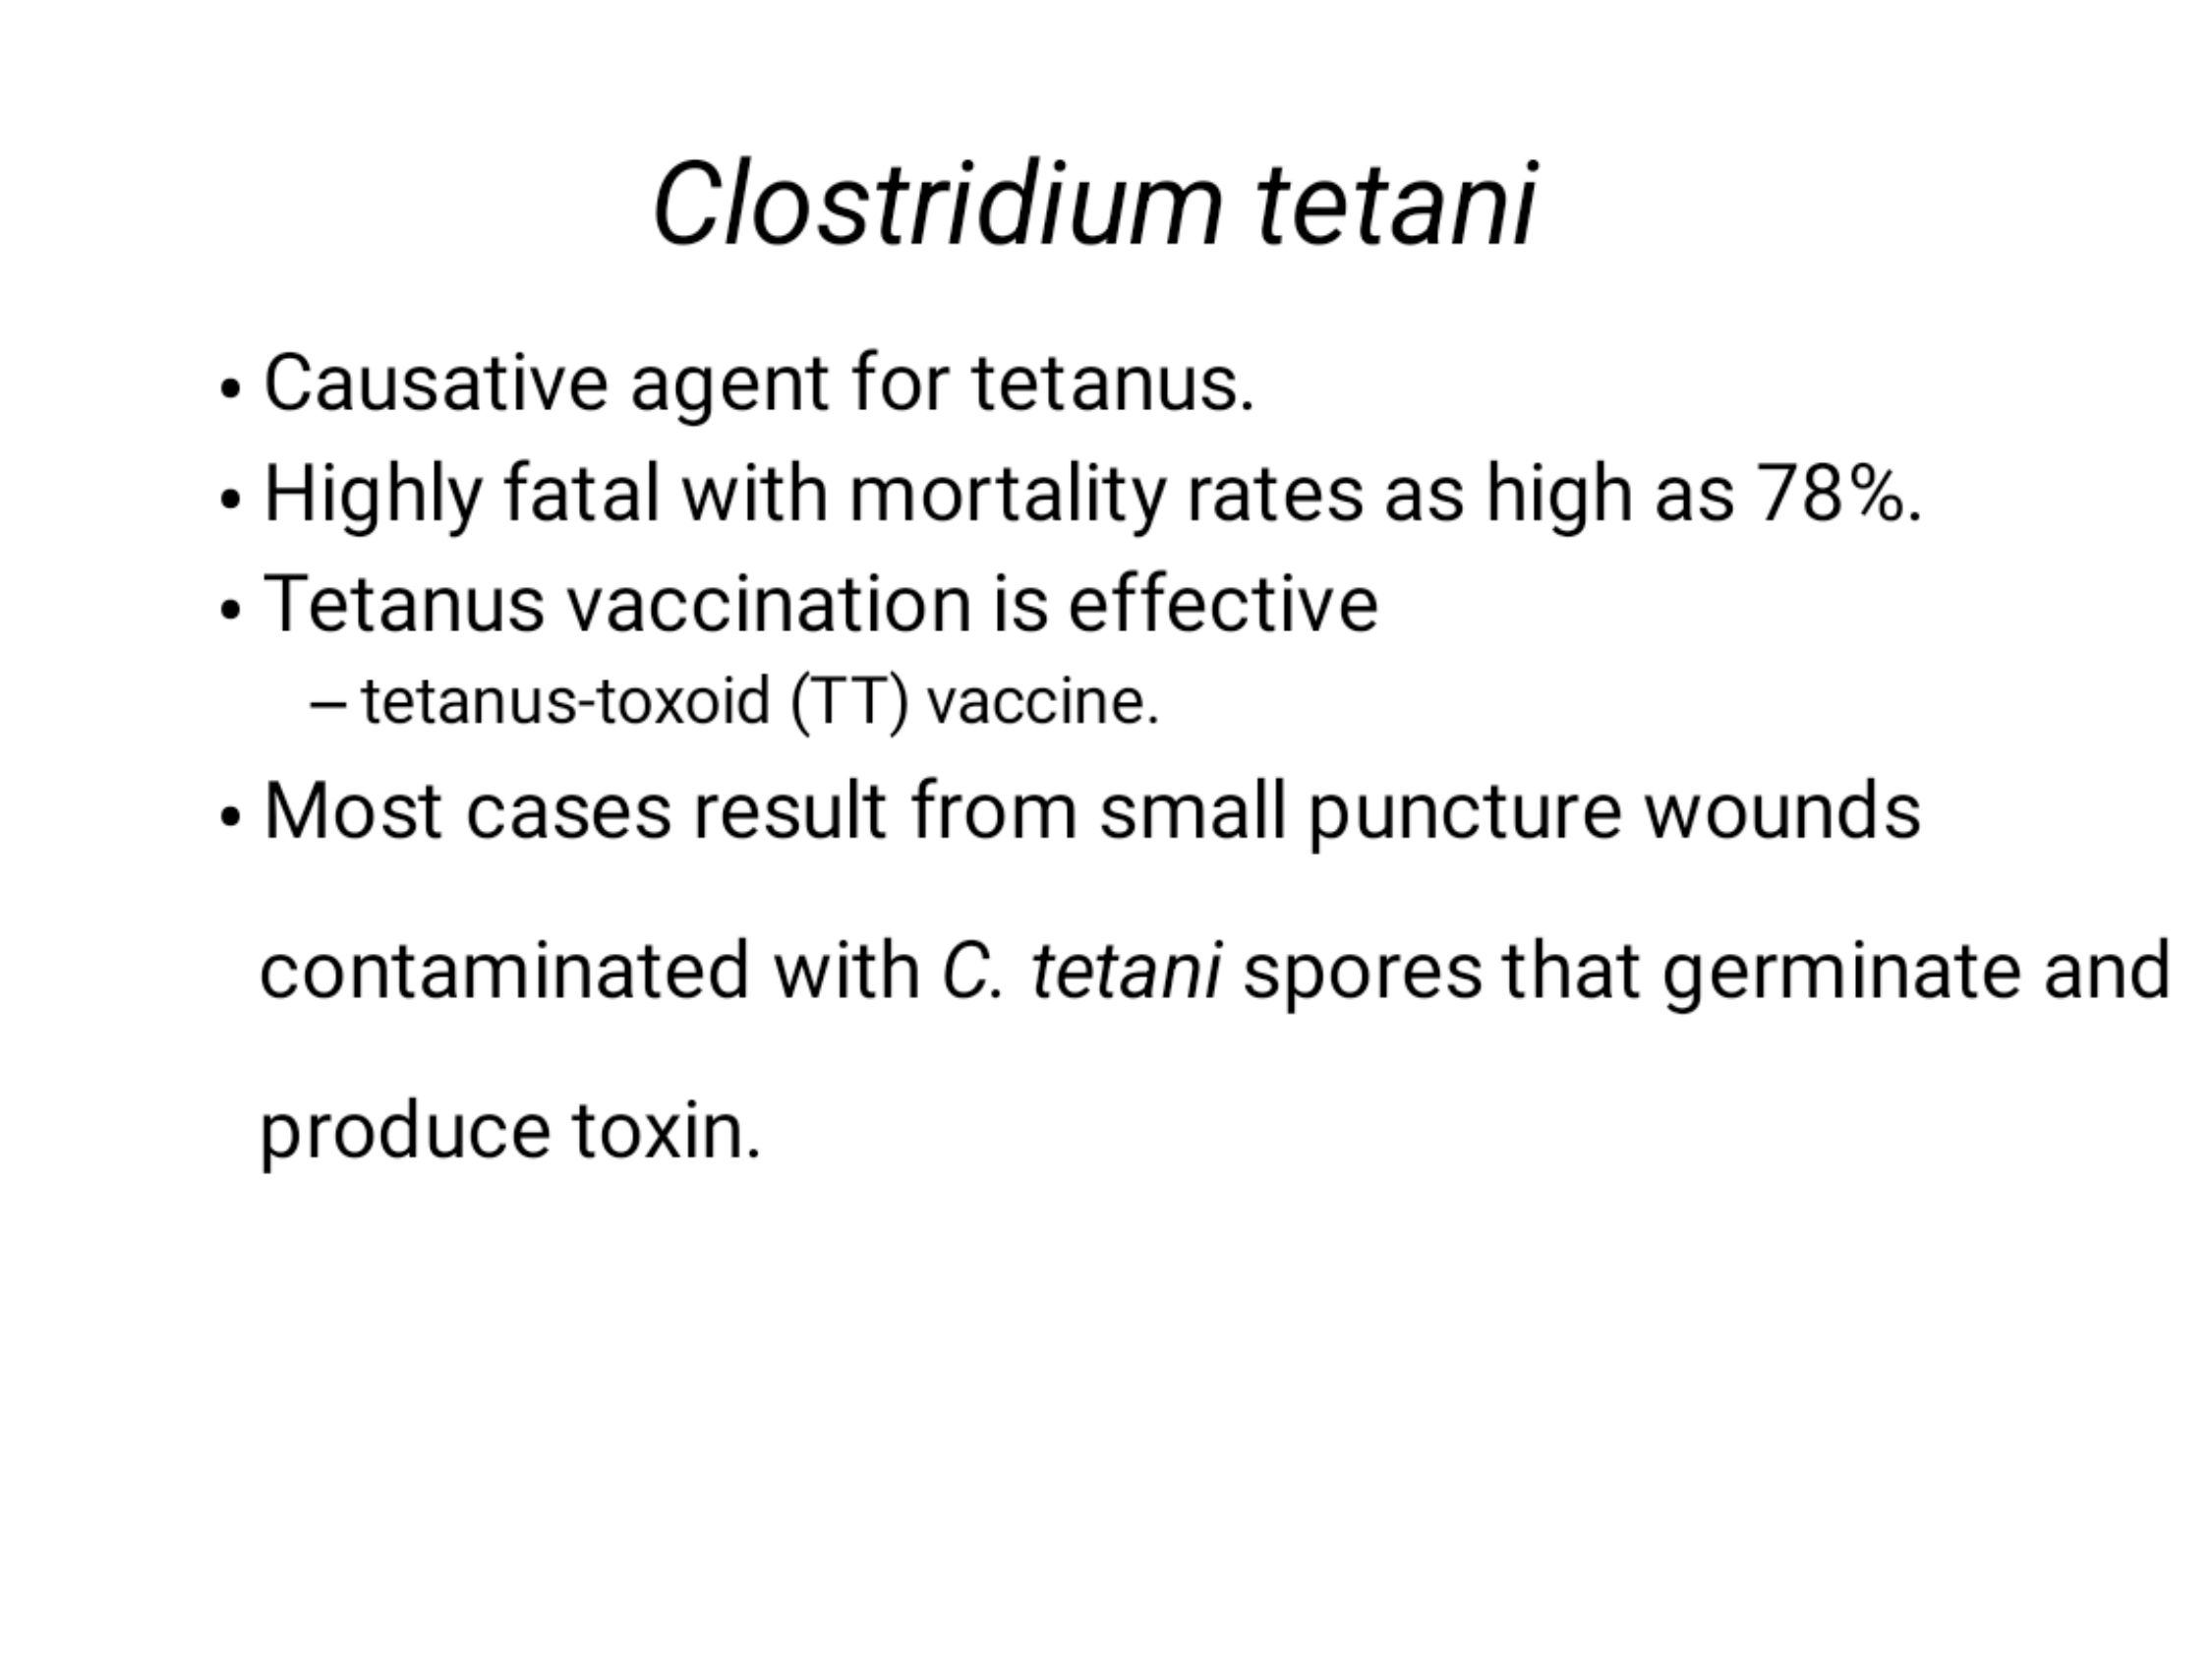 Clostridium tetani
• Causative agent for tetanus.
• Highly fatal with mortality rates as high as 78%.
• Tetanus vaccination is effective
– tetanus-toxoid (TT) vaccine.
• Most cases result from small puncture wounds
contaminated with C. tetani spores that germinate and
produce toxin.